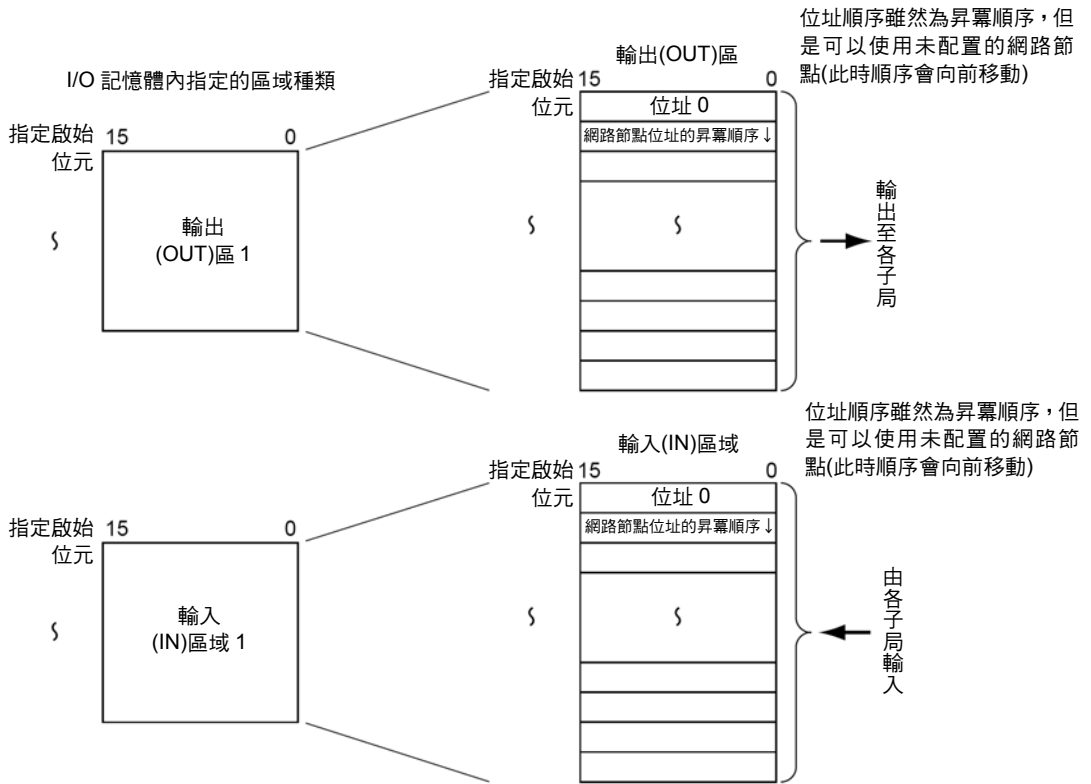 位址順序雖然為昇冪順序，但
是可以使用未配置的網路節
點(此時順序會向前移動)
I/O 記憶體內指定的區域種類
輸出(OUT)區
指定啟始 15 0
位元
位址 0
網路節點位址的昇冪順序↓
指定啟始 15 0
位元
輸出
(OUT)區 1
輸出至各子局
位址順序雖然為昇冪順序，但
是可以使用未配置的網路節
點(此時順序會向前移動)
輸入(IN)區域
指定啟始 15 0
位元
位址 0
網路節點位址的昇冪順序↓
指定啟始 15 0
位元
輸入
(IN)區域 1
由各子局輸入